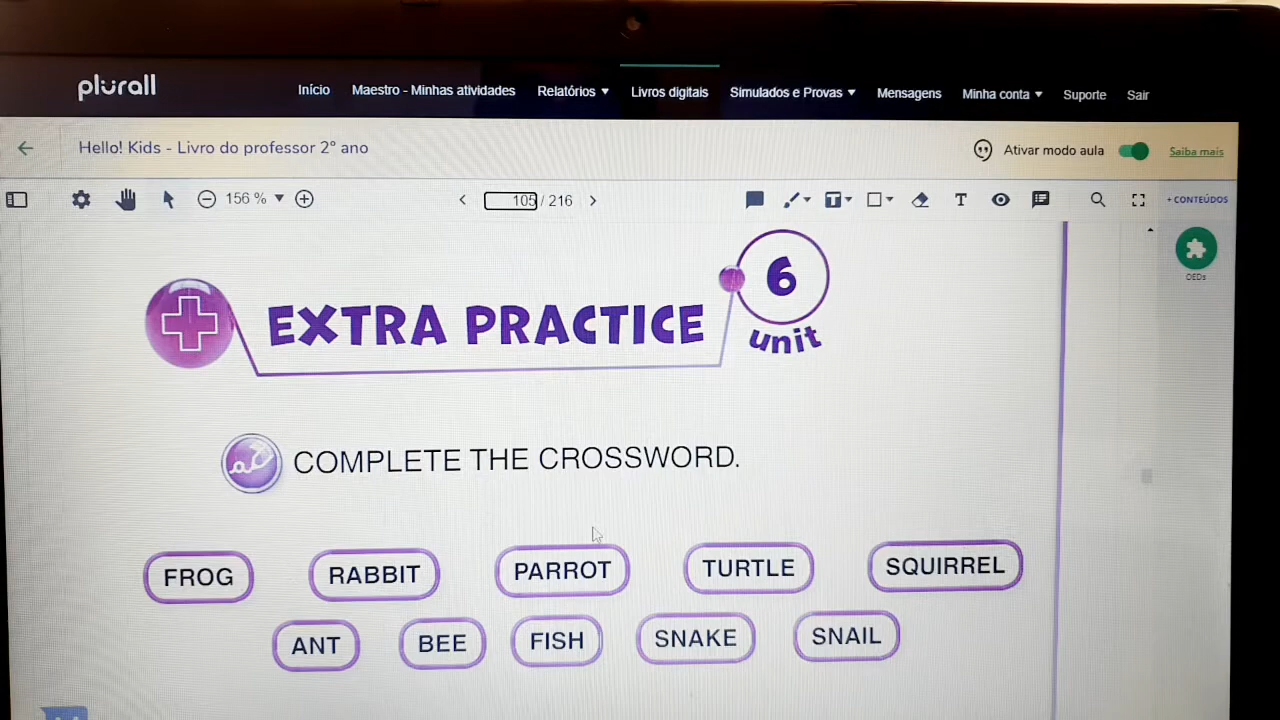 plurall
Início Maestro - Minhas atividades Relatórios Livros digitais Simulados e Provas Mensagens Minha conta Suporte Sair
Hello! Kids - Livro do professor 2° ano Ativar modo aula Saiba mais
156 % 105 / 216 T T + CONTEÚDOS
OEDs
6
unit
EXTRA PRACTICE
COMPLETE THE CROSSWORD.
FROG RABBIT PARROT TURTLE SQUIRREL
ANT BEE FISH SNAKE SNAIL